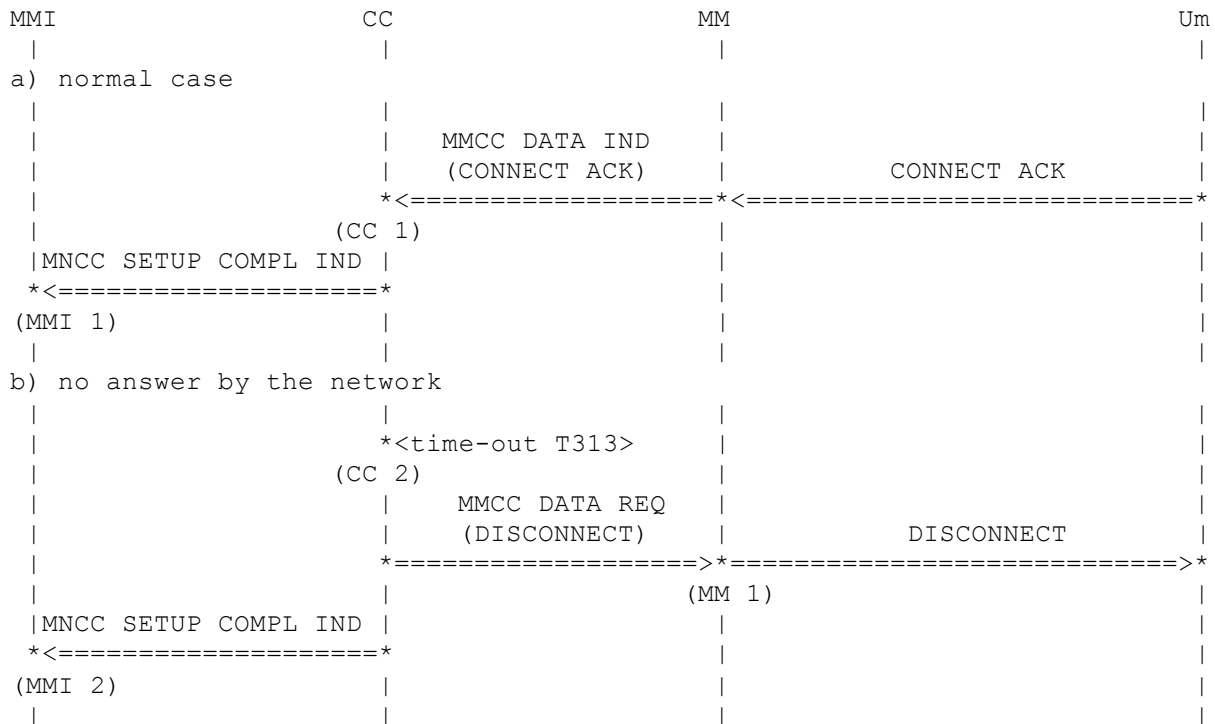 MMI CC MM Um
a) normal case
MMCC DATA IND
(CONNECT ACK) CONNECT ACK
(CC 1)
MNCC SETUP COMPL IND
(MMI 1)
b) no answer by the network
<time-out T313>
(CC 2)
MMCC DATA REQ
(DISCONNECT) DISCONNECT
(MM 1)
MNCC SETUP COMPL IND
(MMI 2)